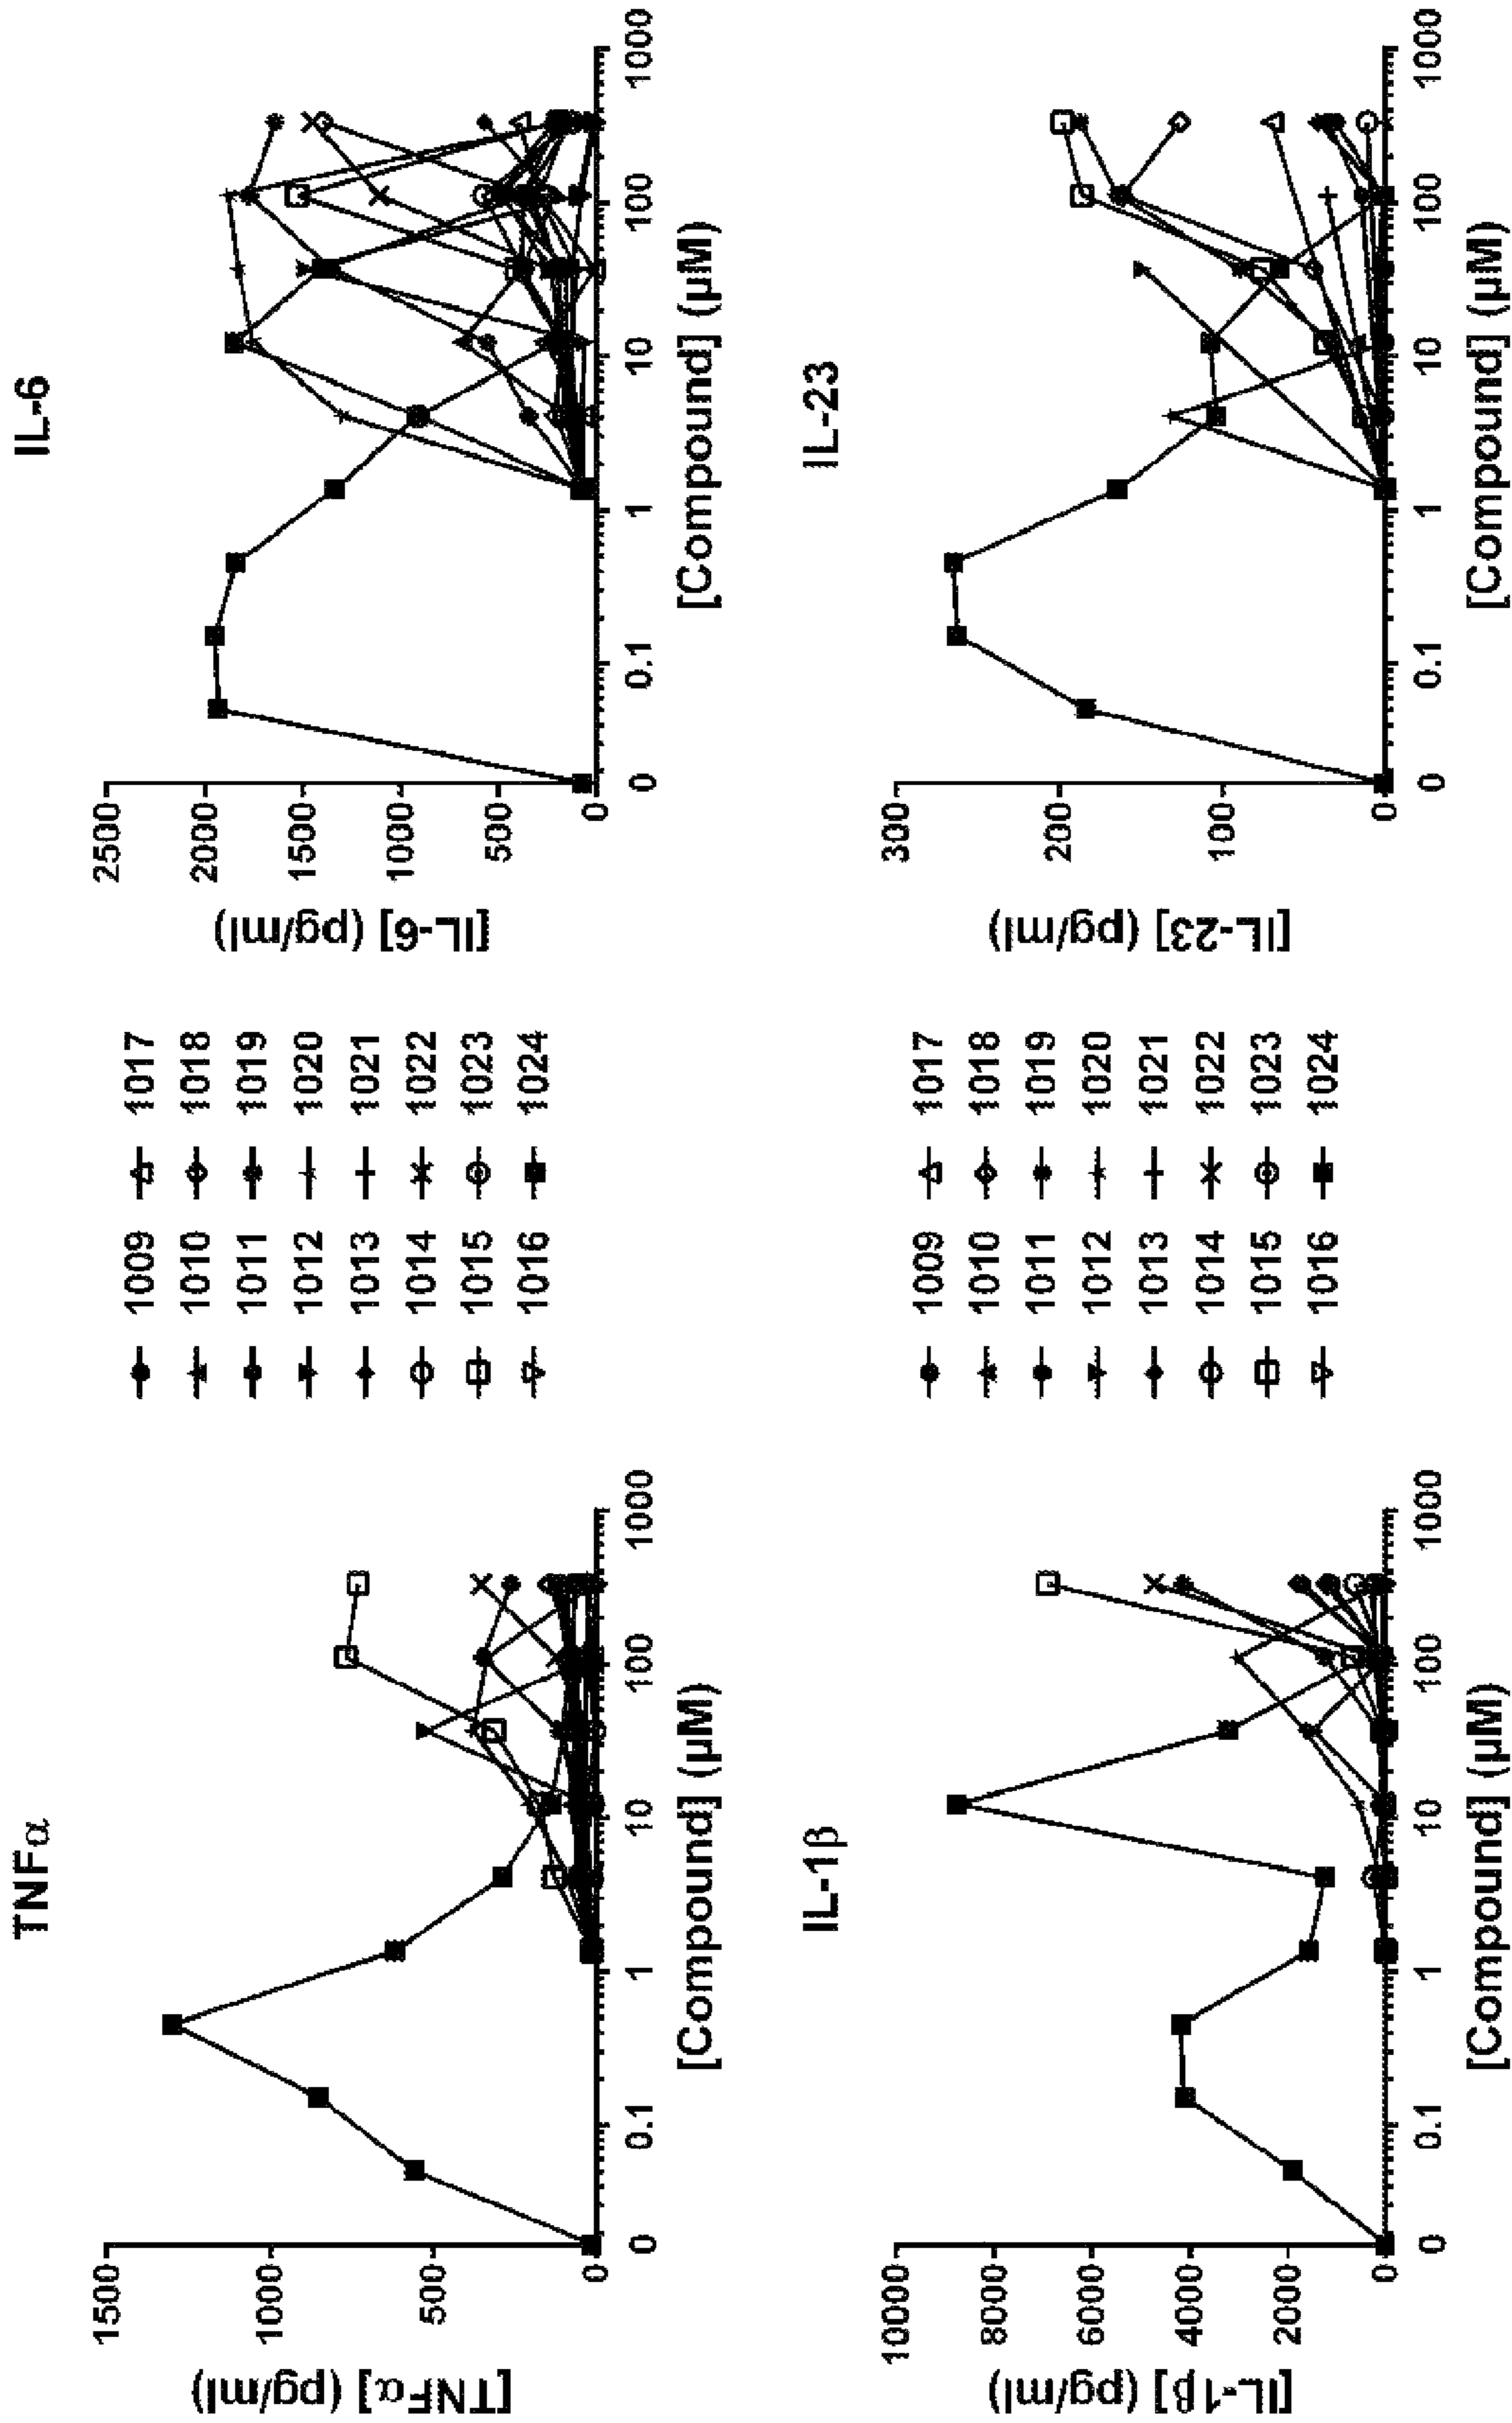 TNFα
[TNFα] (pg/ml)
1500
1000
500
0
0 0.1 1 10 100 1000
[Compound] (µM)
1009 1017
1010 1018
1011 1019
1012 1020
1013 1021
1014 1022
1015 1023
1016 1024
IL-6
[IL-6] (pg/ml)
2500
2000
1500
1000
500
0
0 0.1 1 10 100 1000
[Compound] (µM)
IL-1β
[IL-1β] (pg/ml)
10000
8000
6000
4000
2000
0
0 0.1 1 10 100 1000
[Compound] (µM)
1009 1017
1010 1018
1011 1019
1012 1020
1013 1021
1014 1022
1015 1023
1016 1024
IL-23
[IL-23] (pg/ml)
300
200
100
0
0 0.1 1 10 100 1000
[Compound] (µM)